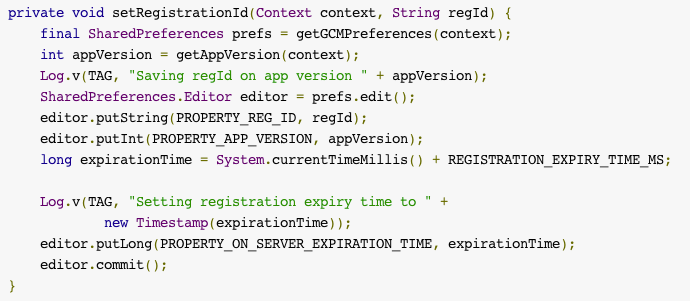 private void setRegistrationId(Context context, String regId) {
    final SharedPreferences prefs = getGCMPreferences(context);
    int appVersion = getAppVersion(context);
    Log.v(TAG, "Saving regId on app version " + appVersion);
    SharedPreferences.Editor editor = prefs.edit();
    editor.putString(PROPERTY_REG_ID, regId);
    editor.putInt(PROPERTY_APP_VERSION, appVersion);
    long expirationTime = System.currentTimeMillis() + REGISTRATION_EXPIRY_TIME_MS;

    Log.v(TAG, "Setting registration expiry time to " +
            new Timestamp(expirationTime));
    editor.putLong(PROPERTY_ON_SERVER_EXPIRATION_TIME, expirationTime);
    editor.commit();
}